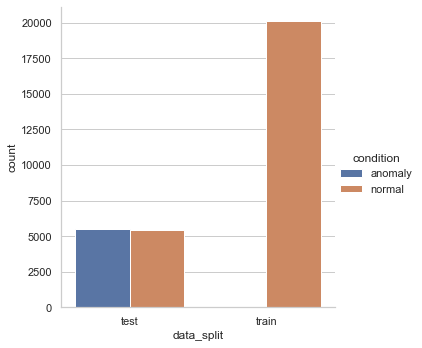 20000
17500
15000
12500
10000
7500
5000
2500
0
count
test
train
data_split
condition
anomaly
normal